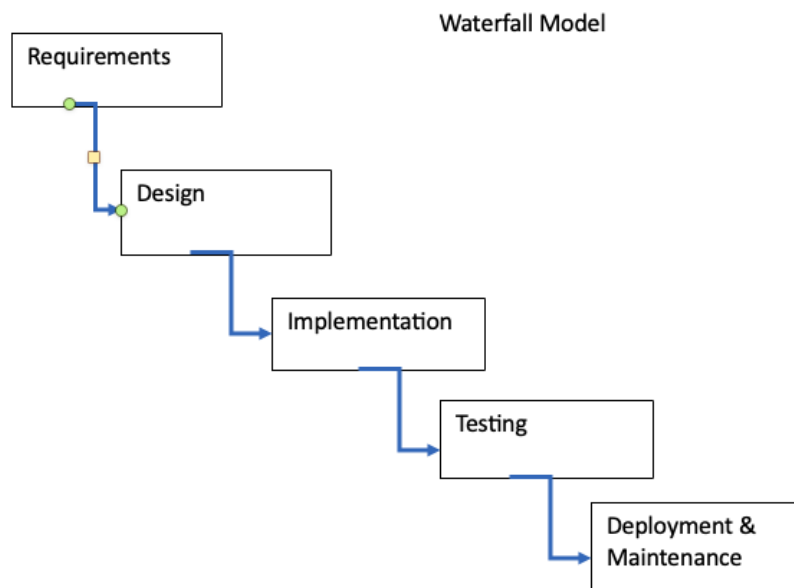 Waterfall Model
Requirements
Design
Implementation
Testing
Deployment &
Maintenance